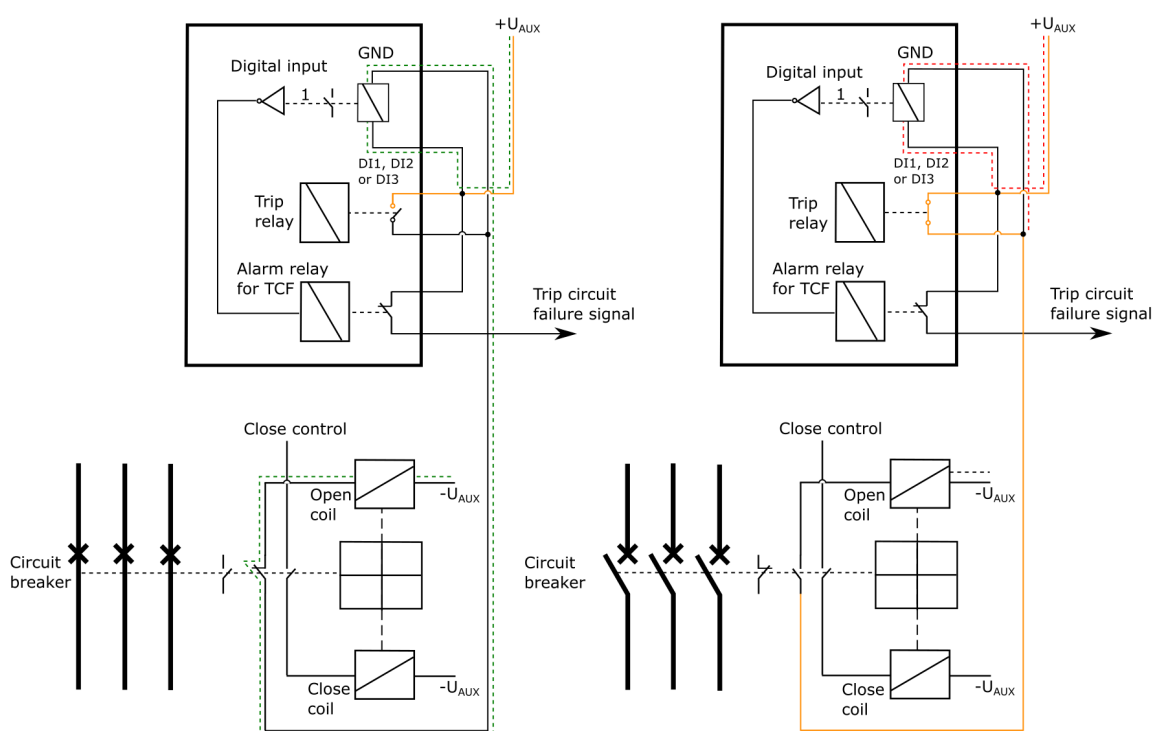 +UAUX
GND
Digital input
1
DI1, DI2
or DI3
Trip
relay
Alarm relay
for TCF
Trip circuit
failure signal
Close control
Open
coil
-UAUX
Circuit
breaker
Close
coil
-UAUX
+UAUX
GND
Digital input
1
DI1, DI2
or DI3
Trip
relay
Alarm relay
for TCF
Trip circuit
failure signal
Close control
Open
coil
-UAUX
Circuit
breaker
Close
coil
-UAUX